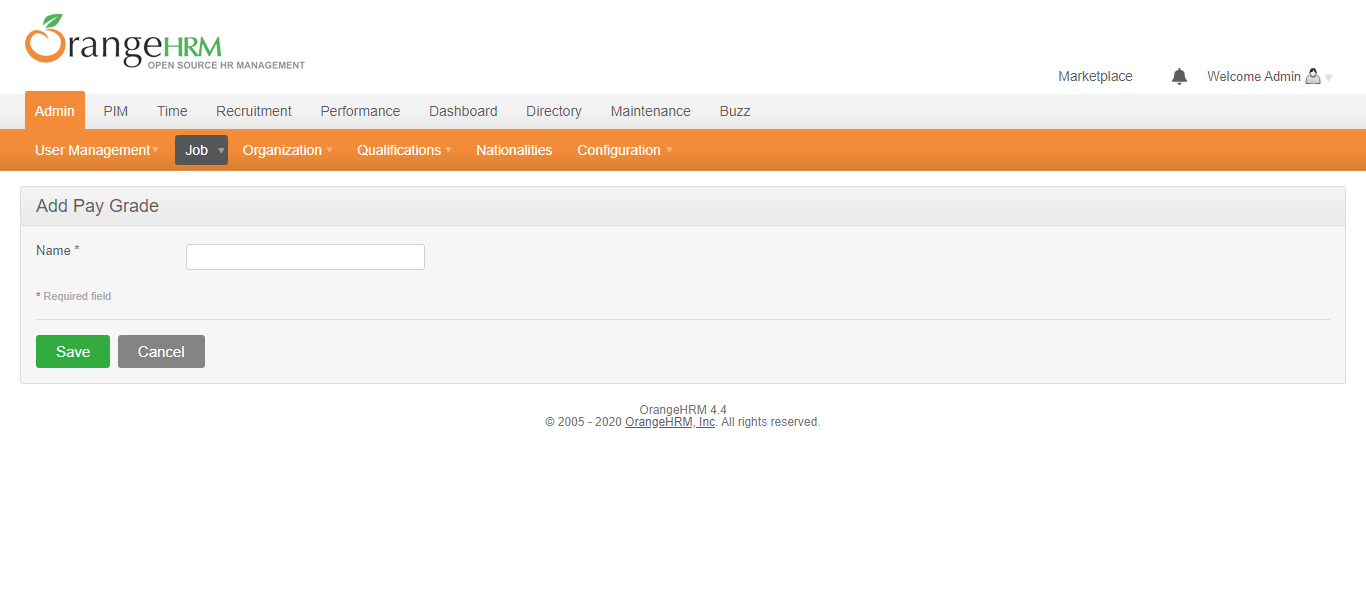 OrangeHRM
OPEN SOURCE HR MANAGEMENT
Marketplace Welcome Admin
Admin PIM Time Recruitment Performance Dashboard Directory Maintenance Buzz
User Management Job Organization Qualifications Nationalities Configuration
Add Pay Grade
Name *
* Required field
Save Cancel
OrangeHRM 4.4
© 2005 - 2020 OrangeHRM, Inc. All rights reserved.